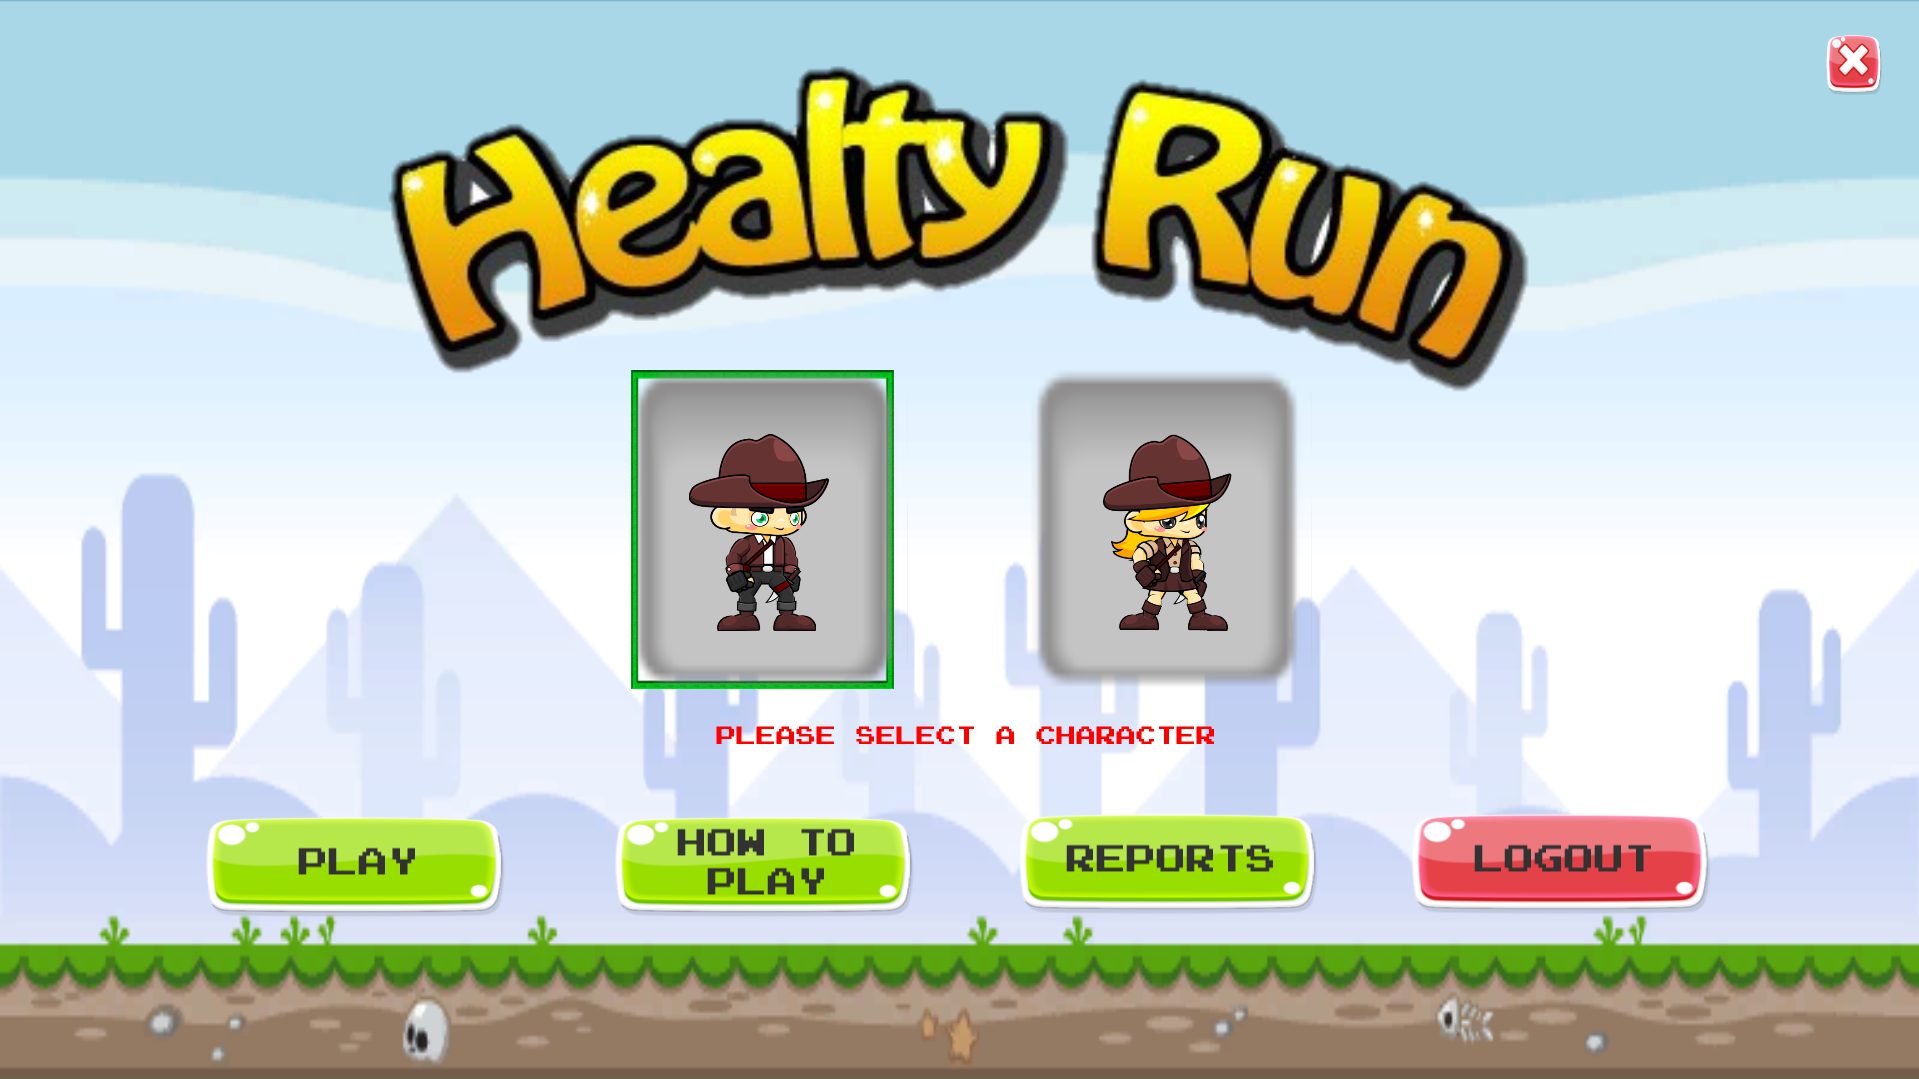 Healty Run
PLEASE SELECT A CHARACTER
PLAY
HOW TO
PLAY
REPORTS
LOGOUT